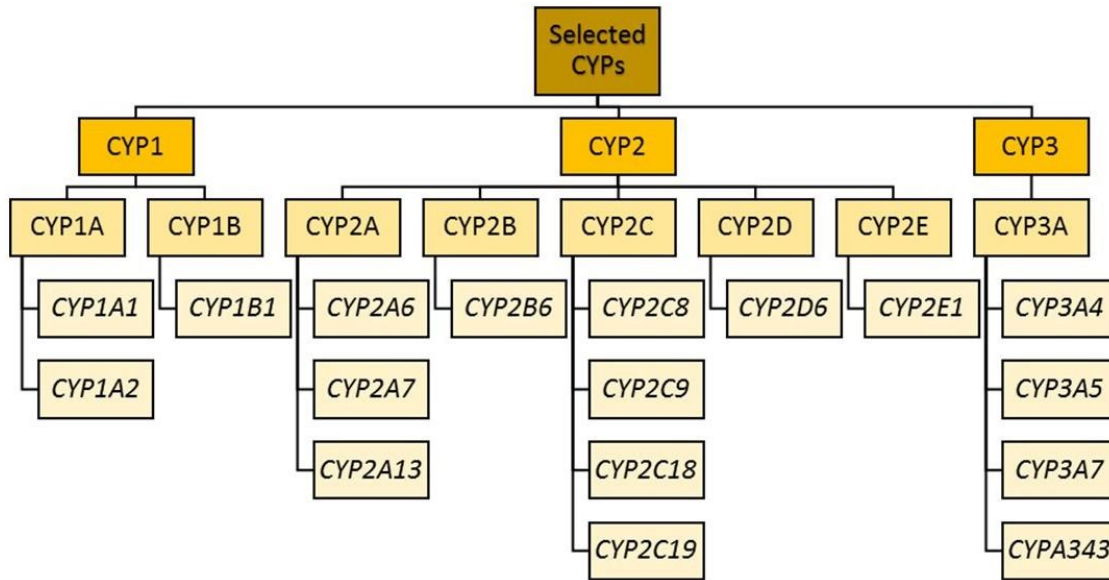 Selected
CYPs
CYP1
CYP2
CYP3
CYP1A
CYP1B
CYP2A
CYP2B
CYP2C
CYP2D
CYP2E
CYP3A
CYP1A1
CYP1B1
CYP2A6
CYP2B6
CYP2C8
CYP2D6
CYP2E1
CYP3A4
CYP1A2
CYP2A7
CYP2C9
CYP3A5
CYP2A13
CYP2C18
CYP3A7
CYP2C19
CYPA343